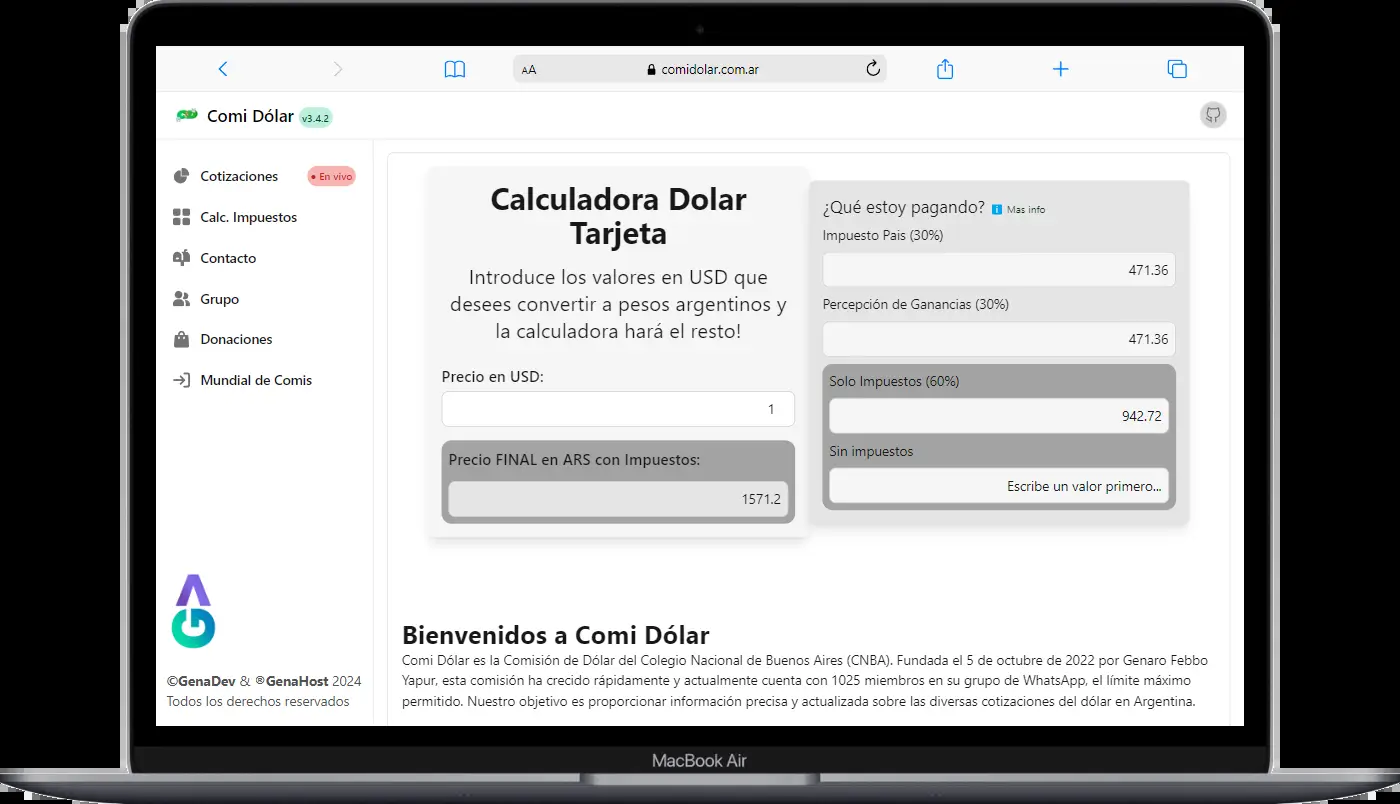 AA comidolar.com.ar
Comi Dólar v3.4.2
Cotizaciones • En vivo
Calc. Impuestos
Contacto
Grupo
Donaciones
Mundial de Comis
©GenaDev & ®GenaHost 2024
Todos los derechos reservados
Calculadora Dolar
Tarjeta
Introduce los valores en USD que
desees convertir a pesos argentinos y
la calculadora hará el resto!
Precio en USD:
1
Precio FINAL en ARS con Impuestos:
1571.2
¿Qué estoy pagando? i Mas info
Impuesto Pais (30%)
471.36
Percepción de Ganancias (30%)
471.36
Solo Impuestos (60%)
942.72
Sin impuestos
Escribe un valor primero...
Bienvenidos a Comi Dólar
Comi Dólar es la Comisión de Dólar del Colegio Nacional de Buenos Aires (CNBA). Fundada el 5 de octubre de 2022 por Genaro Febbo
Yapur, esta comisión ha crecido rápidamente y actualmente cuenta con 1025 miembros en su grupo de WhatsApp, el límite máximo
permitido. Nuestro objetivo es proporcionar información precisa y actualizada sobre las diversas cotizaciones del dólar en Argentina.
MacBook Air